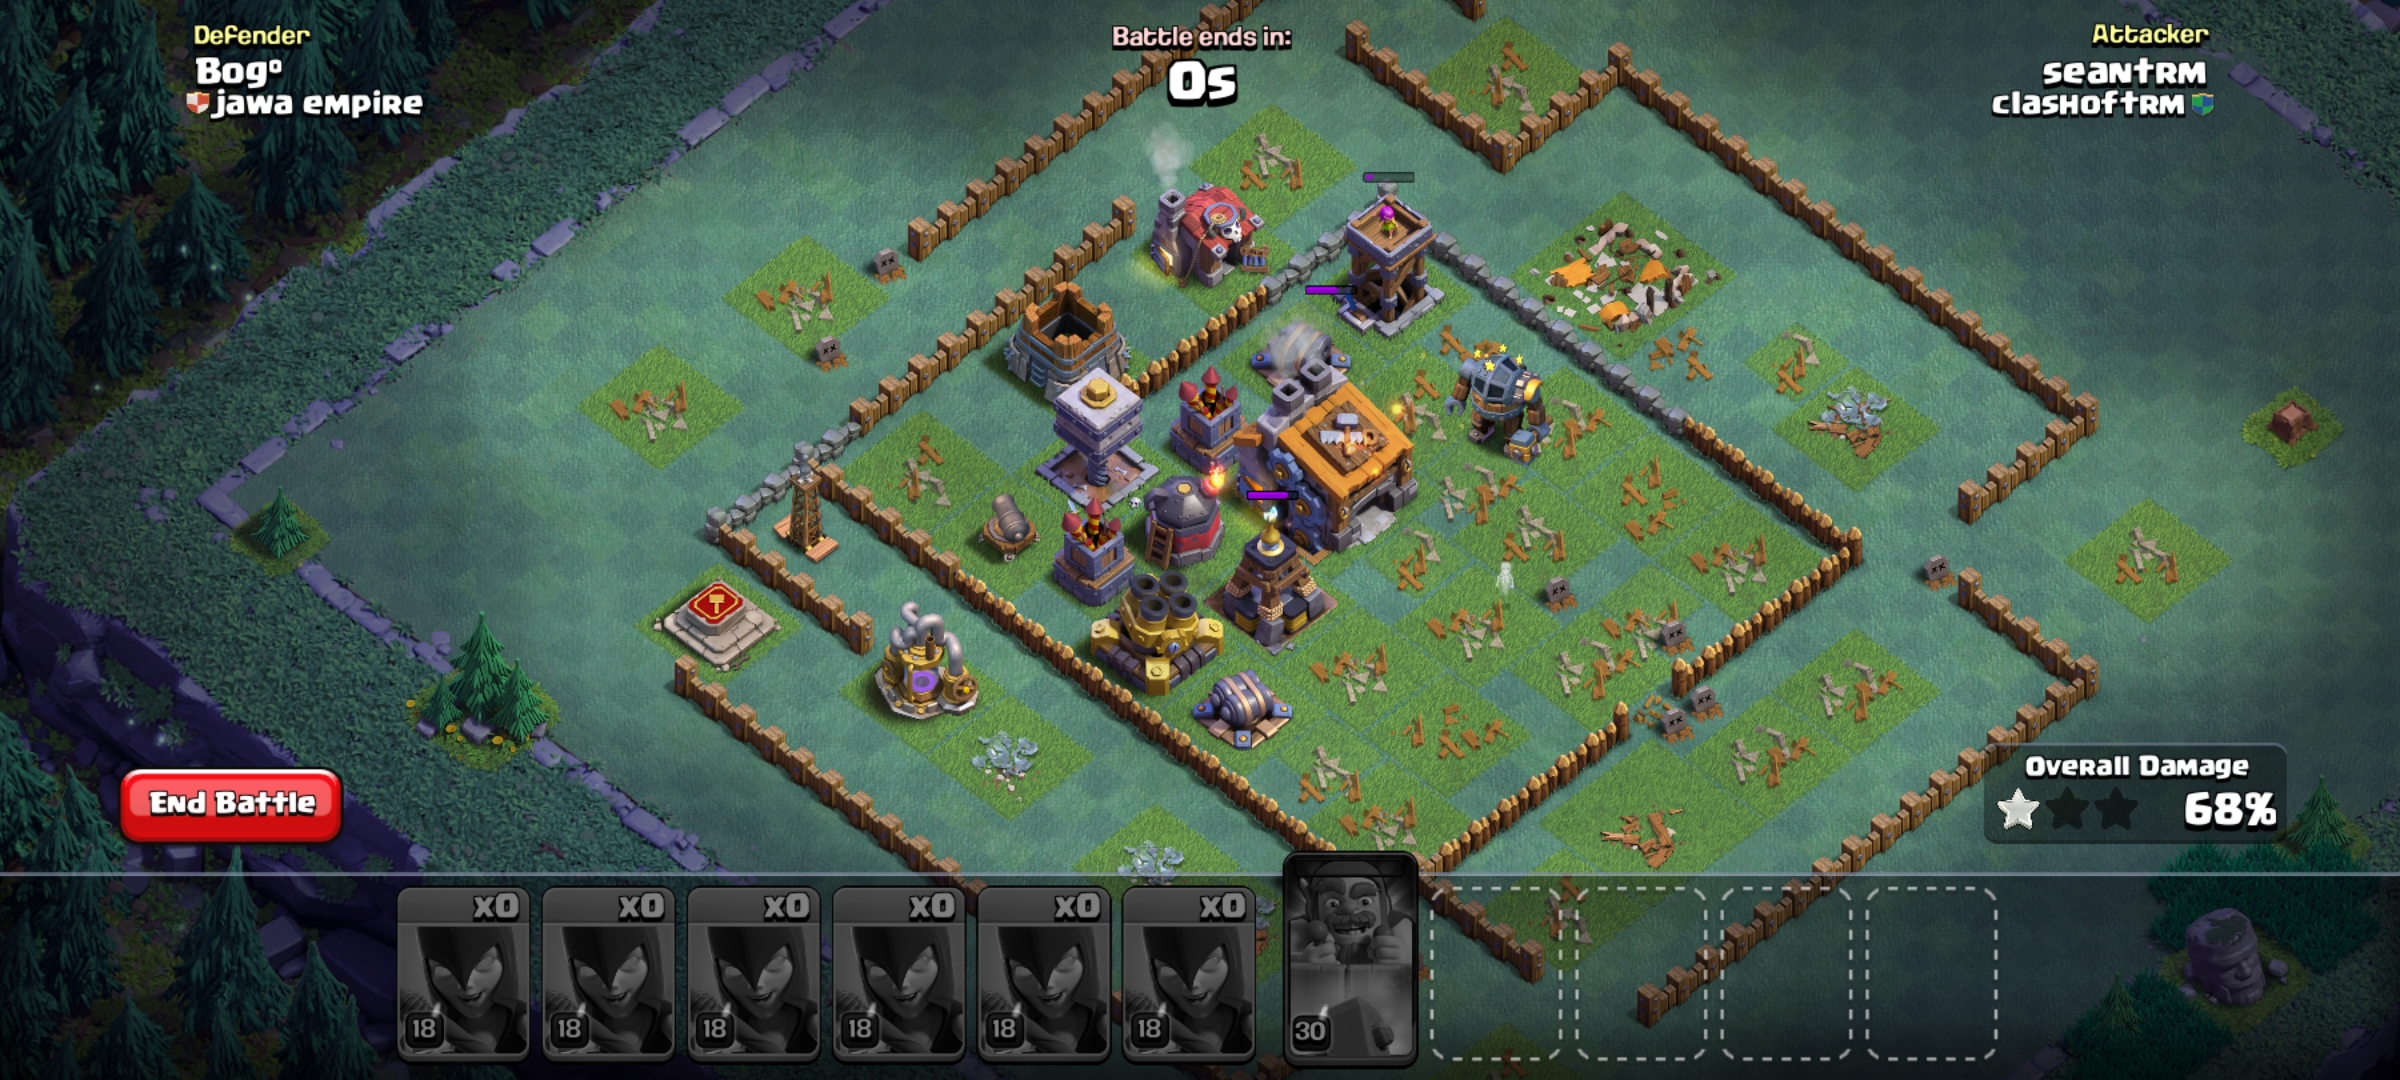 Defender
Bogº
jawa empire
Battle ends in:
0s
Attacker
seantrm
clashoftrm
End Battle
Overall Damage
68%
x0
x0
x0
x0
x0
x0
18
18
18
18
18
18
30